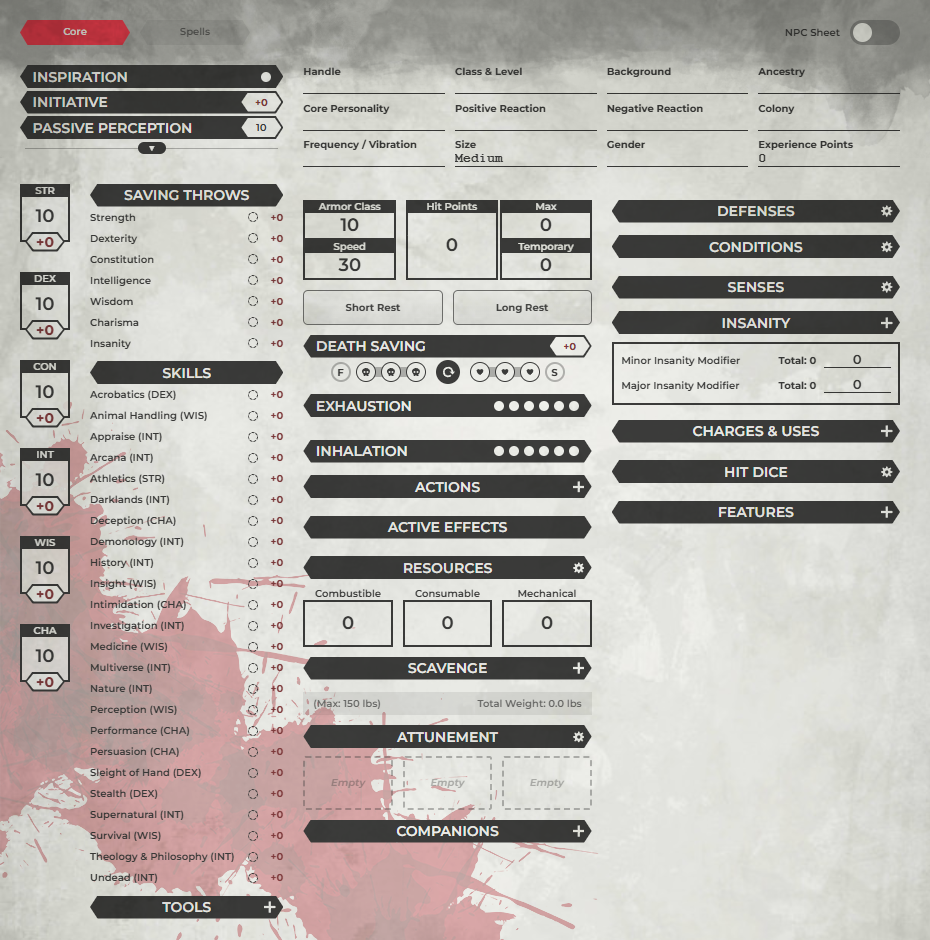 Core
Spells
NPC Sheet
INSPIRATION
INITIATIVE +0
PASSIVE PERCEPTION 10
Handle
Class & Level
Background
Ancestry
Core Personality
Positive Reaction
Negative Reaction
Colony
Frequency / Vibration
Size
Medium
Gender
Experience Points
0
STR
10
+0
DEX
10
+0
CON
10
+0
INT
10
+0
WIS
10
+0
CHA
10
+0
SAVING THROWS
Strength +0
Dexterity +0
Constitution +0
Intelligence +0
Wisdom +0
Charisma +0
Insanity +0
SKILLS
Acrobatics (DEX) +0
Animal Handling (WIS) +0
Appraise (INT) +0
Arcana (INT) +0
Athletics (STR) +0
Darklands (INT) +0
Deception (CHA) +0
Demonology (INT) +0
History (INT) +0
Insight (WIS) +0
Intimidation (CHA) +0
Investigation (INT) +0
Medicine (WIS) +0
Multiverse (INT) +0
Nature (INT) +0
Perception (WIS) +0
Performance (CHA) +0
Persuasion (CHA) +0
Sleight of Hand (DEX) +0
Stealth (DEX) +0
Supernatural (INT) +0
Survival (WIS) +0
Theology & Philosophy (INT) +0
Undead (INT) +0
TOOLS
Armor Class
10
Speed
30
Hit Points
0
Max
0
Temporary
0
Short Rest
Long Rest
DEATH SAVING +0
F
S
EXHAUSTION
INHALATION
ACTIONS
ACTIVE EFFECTS
RESOURCES
Combustible
0
Consumable
0
Mechanical
0
SCAVENGE
(Max: 150 lbs) Total Weight: 0.0 lbs
ATTUNEMENT
Empty
Empty
Empty
COMPANIONS
DEFENSES
CONDITIONS
SENSES
INSANITY
Minor Insanity Modifier Total: 0 0
Major Insanity Modifier Total: 0 0
CHARGES & USES
HIT DICE
FEATURES